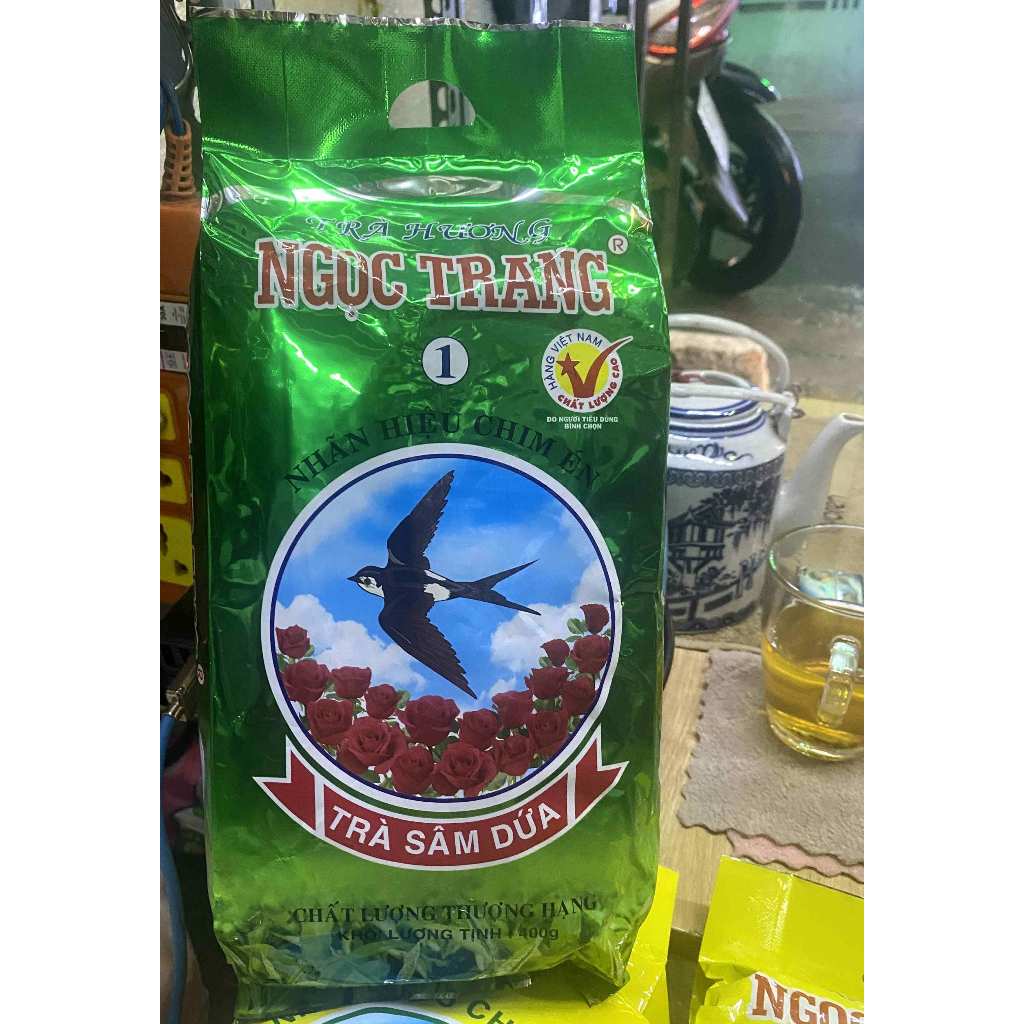 TRÀ HƯƠNG
NGỌC TRANG ®
1
HÀNG VIỆT NAM
CHẤT LƯỢNG CAO
DO NGƯỜI TIÊU DÙNG
BÌNH CHỌN
NHÃN HIỆU CHIM ÉN
TRÀ SÂM DỨA
CHẤT LƯỢNG THƯỢNG HẠNG
KHỐI LƯỢNG TỊNH : 400g
NGỌ